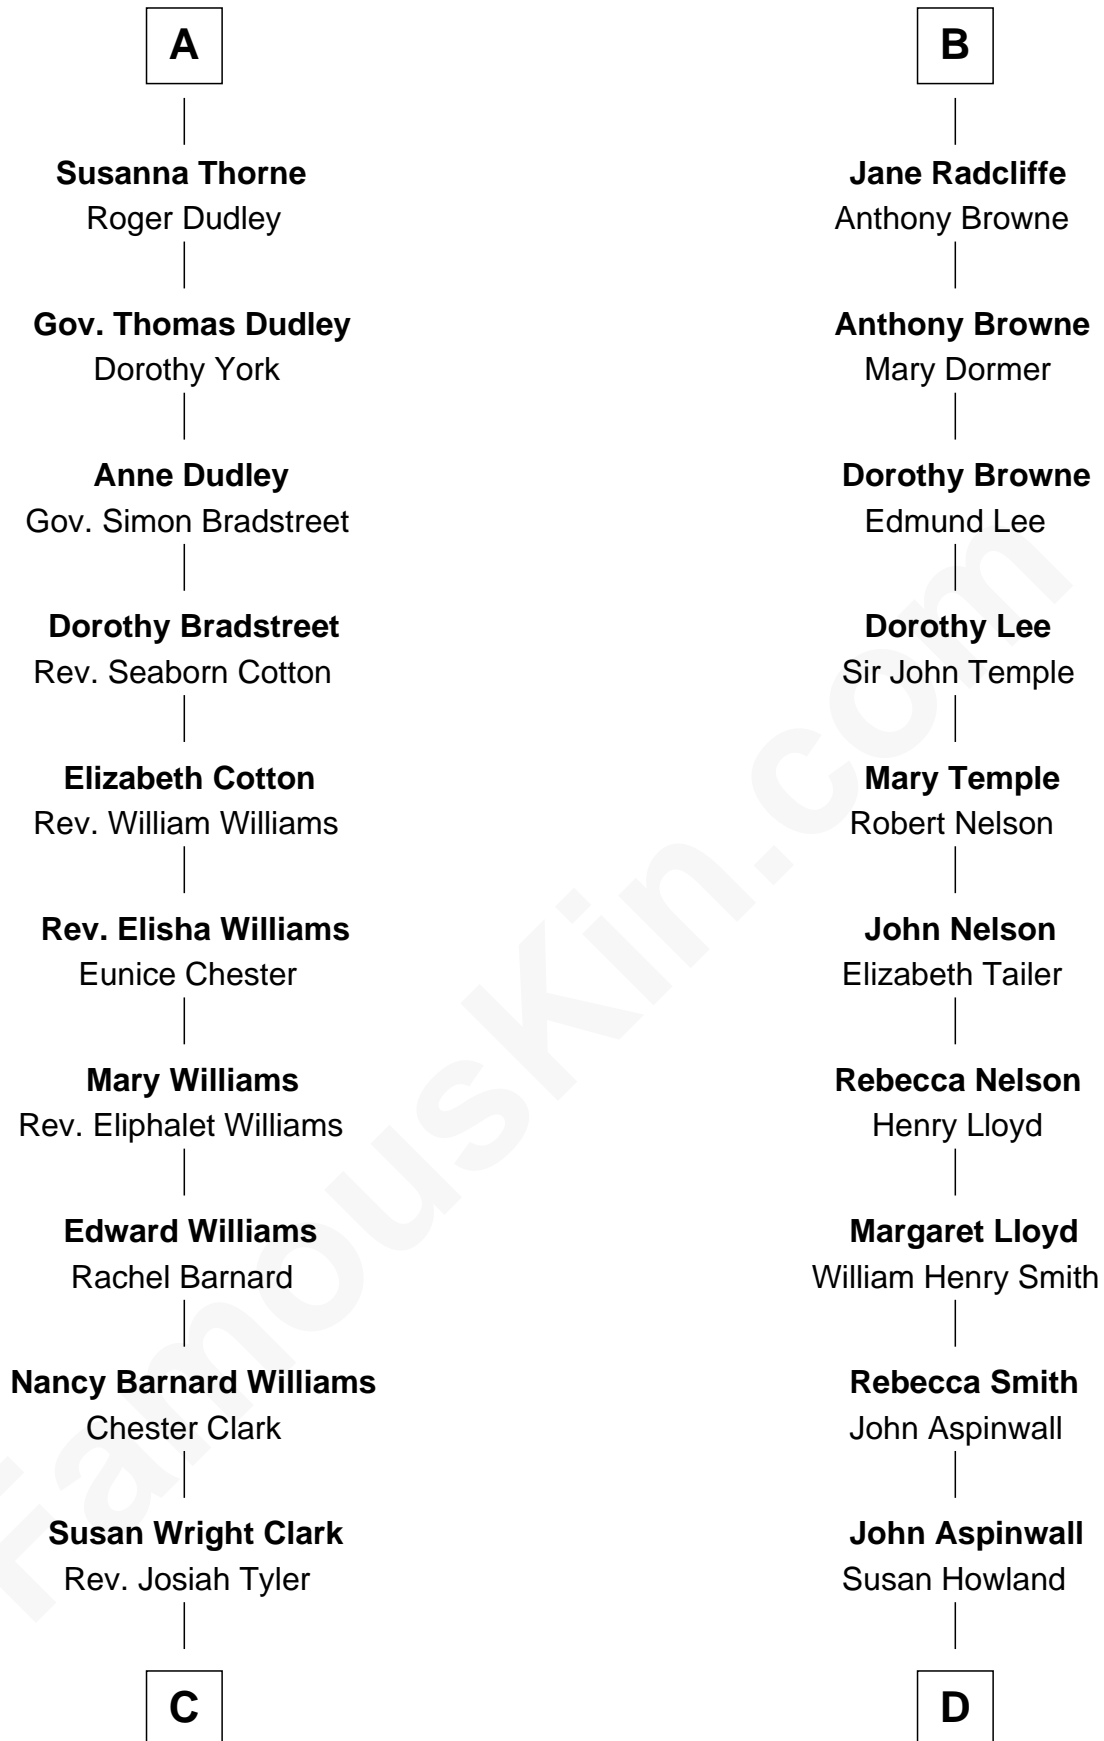 A
Susanna Thorne
Roger Dudley
Gov. Thomas Dudley
Dorothy York
Anne Dudley
Gov. Simon Bradstreet
Dorothy Bradstreet
Rev. Seaborn Cotton
Elizabeth Cotton
Rev. William Williams
Rev. Elisha Williams
Eunice Chester
Mary Williams
Rev. Eliphalet Williams
Edward Williams
Rachel Barnard
Nancy Barnard Williams
Chester Clark
Susan Wright Clark
Rev. Josiah Tyler
C
B
Jane Radcliffe
Anthony Browne
Anthony Browne
Mary Dormer
Dorothy Browne
Edmund Lee
Dorothy Lee
Sir John Temple
Mary Temple
Robert Nelson
John Nelson
Elizabeth Tailer
Rebecca Nelson
Henry Lloyd
Margaret Lloyd
William Henry Smith
Rebecca Smith
John Aspinwall
John Aspinwall
Susan Howland
D
FamousKin.com